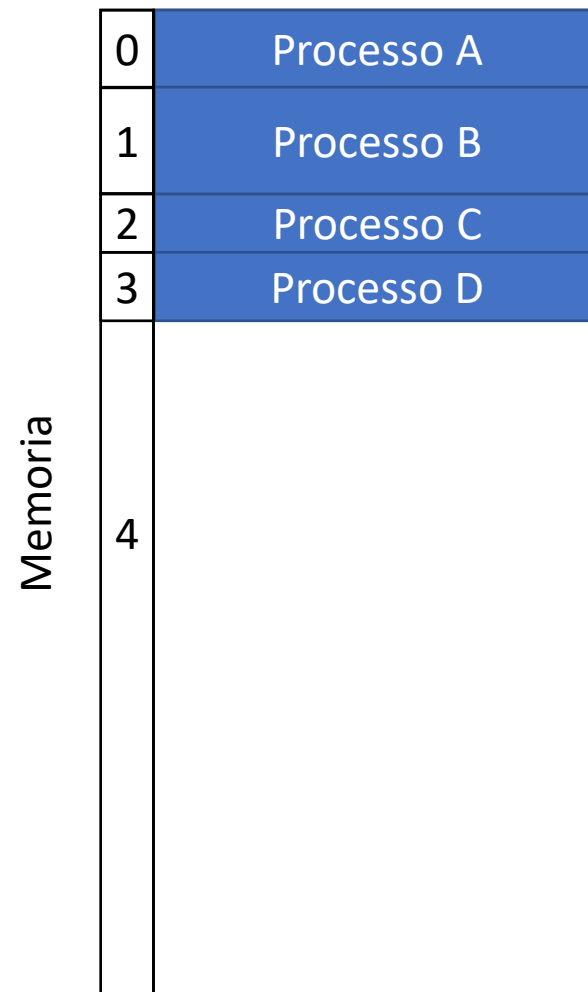 0 Processo A
1 Processo B
2 Processo C
3 Processo D
Memoria
4